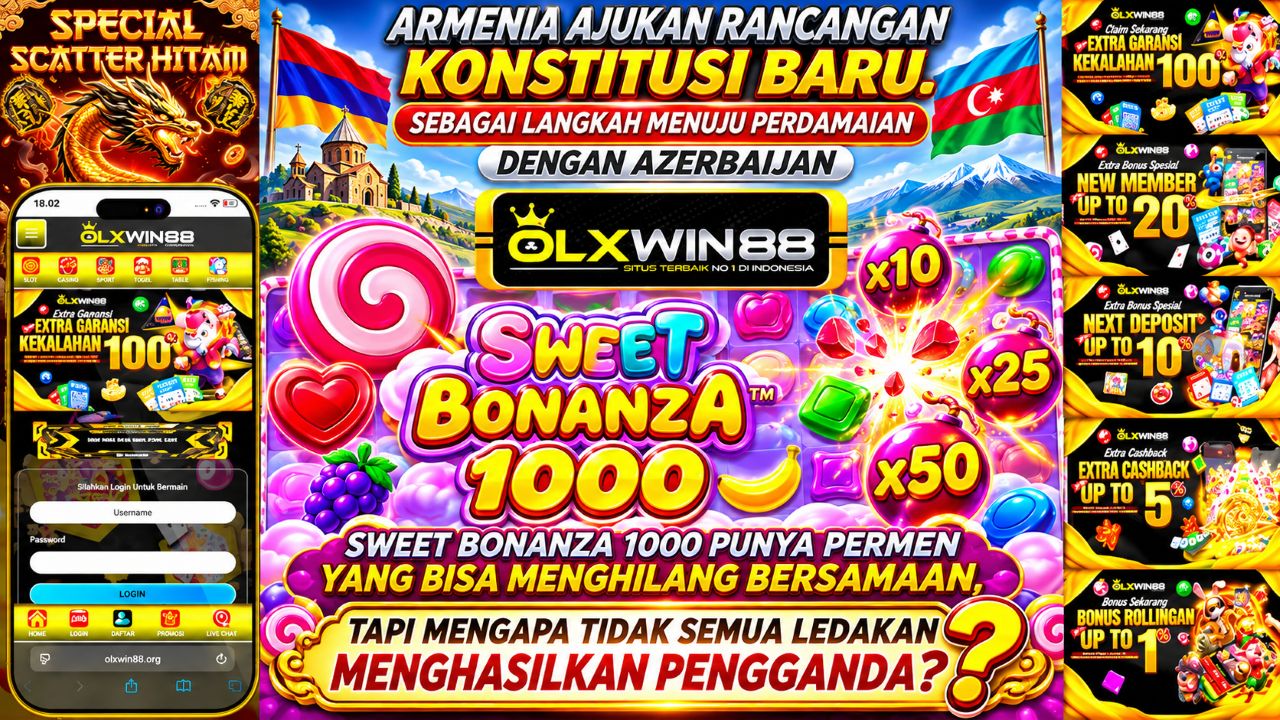 SPECIAL
SCATTER HITAM
18.02
OLXWIN88
SLOT CASINO SPORT TOGEL TABLE FISHING
OLXWIN88
Extra Garansi
EXTRA GARANSI
KEKALAHAN 100%
Silahkan Login Untuk Bermain
Username
Password
LOGIN
HOME LOGIN DAFTAR PROMOSI LIVE CHAT
olxwin88.org
ARMENIA AJUKAN RANCANGAN
KONSTITUSI BARU.
SEBAGAI LANGKAH MENUJU PERDAMAIAN
DENGAN AZERBAIJAN
OLXWIN88
SITUS TERBAIK NO 1 DI INDONESIA
SWEET
BONANZA™
1000
x10
x25
x50
SWEET BONANZA 1000 PUNYA PERMEN
YANG BISA MENGHILANG BERSAMAAN,
TAPI MENGAPA TIDAK SEMUA LEDAKAN
MENGHASILKAN PENGGANDA?
?
OLXWIN88
Claim Sekarang
EXTRA GARANSI
KEKALAHAN 100%
OLXWIN88
Extra Bonus Spesial
NEW MEMBER
UP TO 20%
OLXWIN88
Extra Bonus Spesial
NEXT DEPOSIT
UP TO 10%
OLXWIN88
Extra Cashback
EXTRA CASHBACK
UP TO 5%
OLXWIN88
Bonus Sekarang
BONUS ROLLINGAN
UP TO 1%